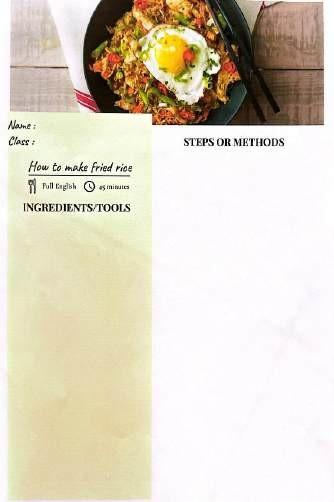 Name :
Class :
How to make fried rice
Full English
45 minutes
INGREDIENTS/TOOLS
STEPS OR METHODS